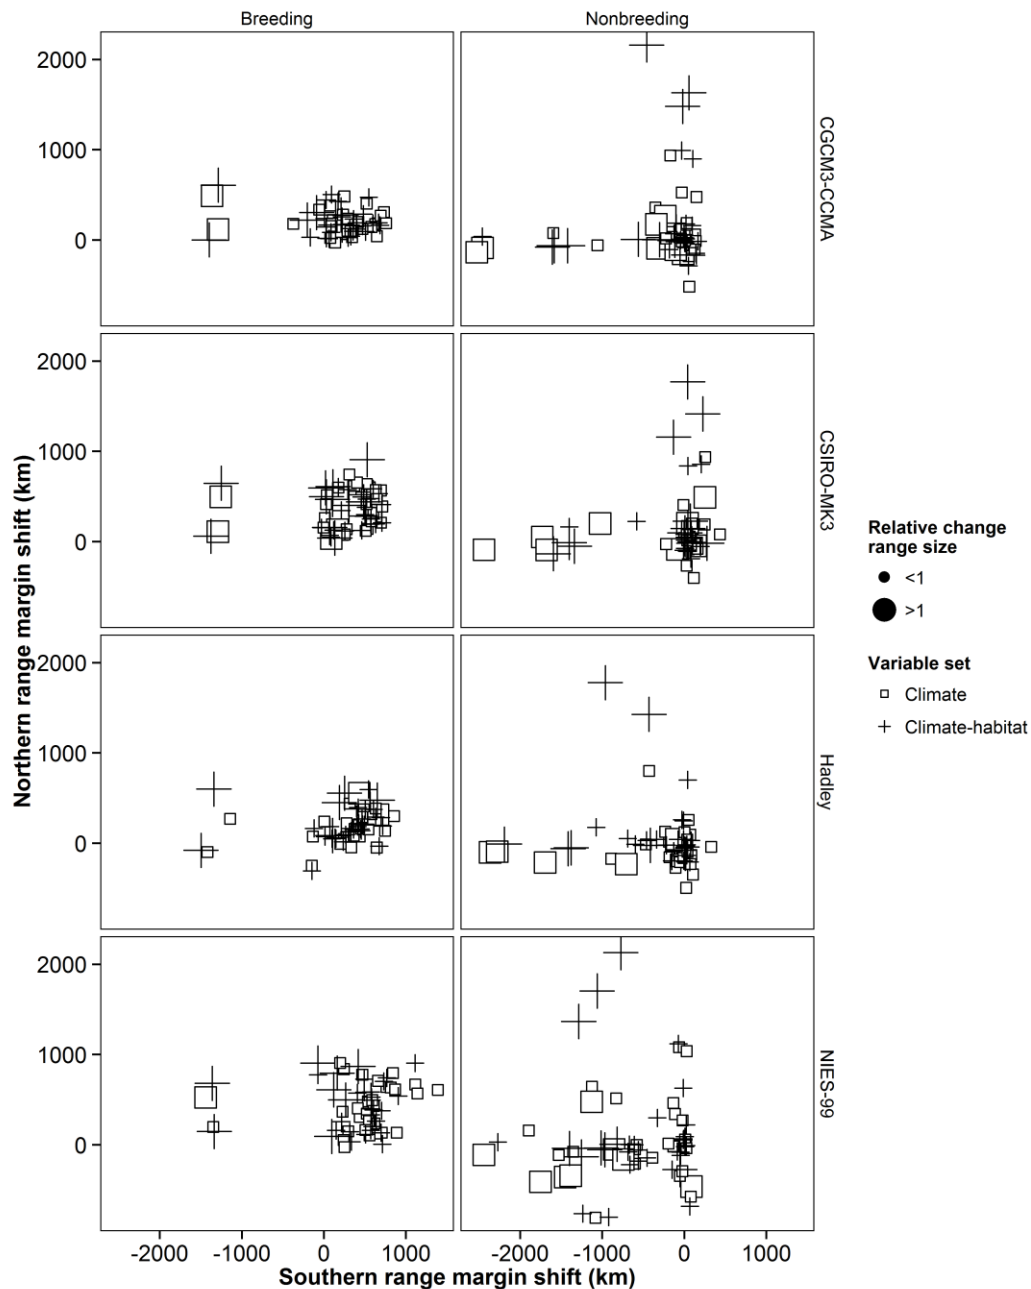 Breeding
Nonbreeding
2000
1000
0
CGCM3-CCMA
2000
1000
0
CSIRO-MK3
2000
1000
0
Hadley
2000
1000
0
NIES-99
Northern range margin shift (km)
-2000 -1000 0 1000
-2000 -1000 0 1000
Southern range margin shift (km)
Relative change
range size
<1
>1
Variable set
Climate
Climate-habitat